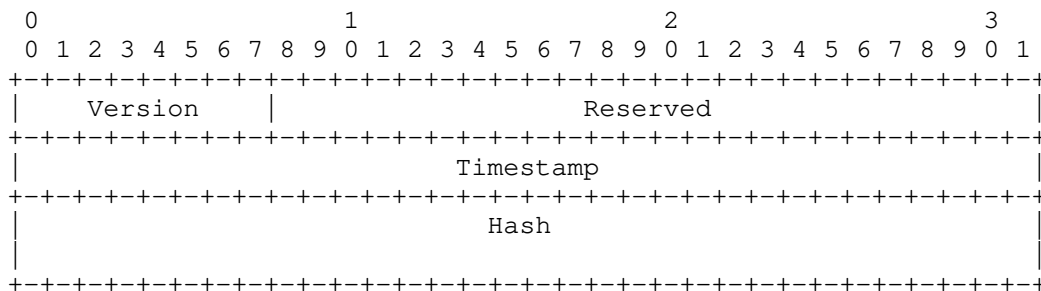 0                   1                   2                   3
 0 1 2 3 4 5 6 7 8 9 0 1 2 3 4 5 6 7 8 9 0 1 2 3 4 5 6 7 8 9 0 1
+-+-+-+-+-+-+-+-+-+-+-+-+-+-+-+-+-+-+-+-+-+-+-+-+-+-+-+-+-+-+-+-+
|    Version    |                   Reserved                    |
+-+-+-+-+-+-+-+-+-+-+-+-+-+-+-+-+-+-+-+-+-+-+-+-+-+-+-+-+-+-+-+-+
|                           Timestamp                           |
+-+-+-+-+-+-+-+-+-+-+-+-+-+-+-+-+-+-+-+-+-+-+-+-+-+-+-+-+-+-+-+-+
|                             Hash                              |
|                                                               |
+-+-+-+-+-+-+-+-+-+-+-+-+-+-+-+-+-+-+-+-+-+-+-+-+-+-+-+-+-+-+-+-+